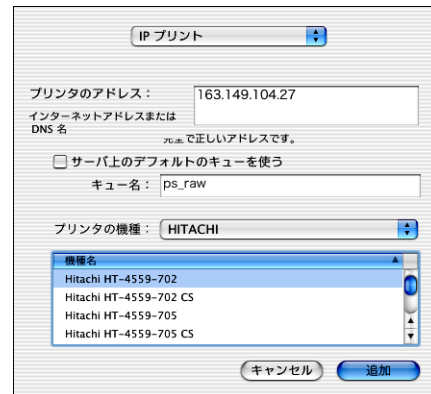 IP プリント
プリンタのアドレス：
163.149.104.27
インターネットアドレスまたは
DNS 名
完全で正しいアドレスです。
サーバ上のデフォルトのキューを使う
キュー名：
ps_raw
プリンタの機種：
HITACHI
機種名
Hitachi HT-4559-702
Hitachi HT-4559-702 CS
Hitachi HT-4559-705
Hitachi HT-4559-705 CS
キャンセル
追加